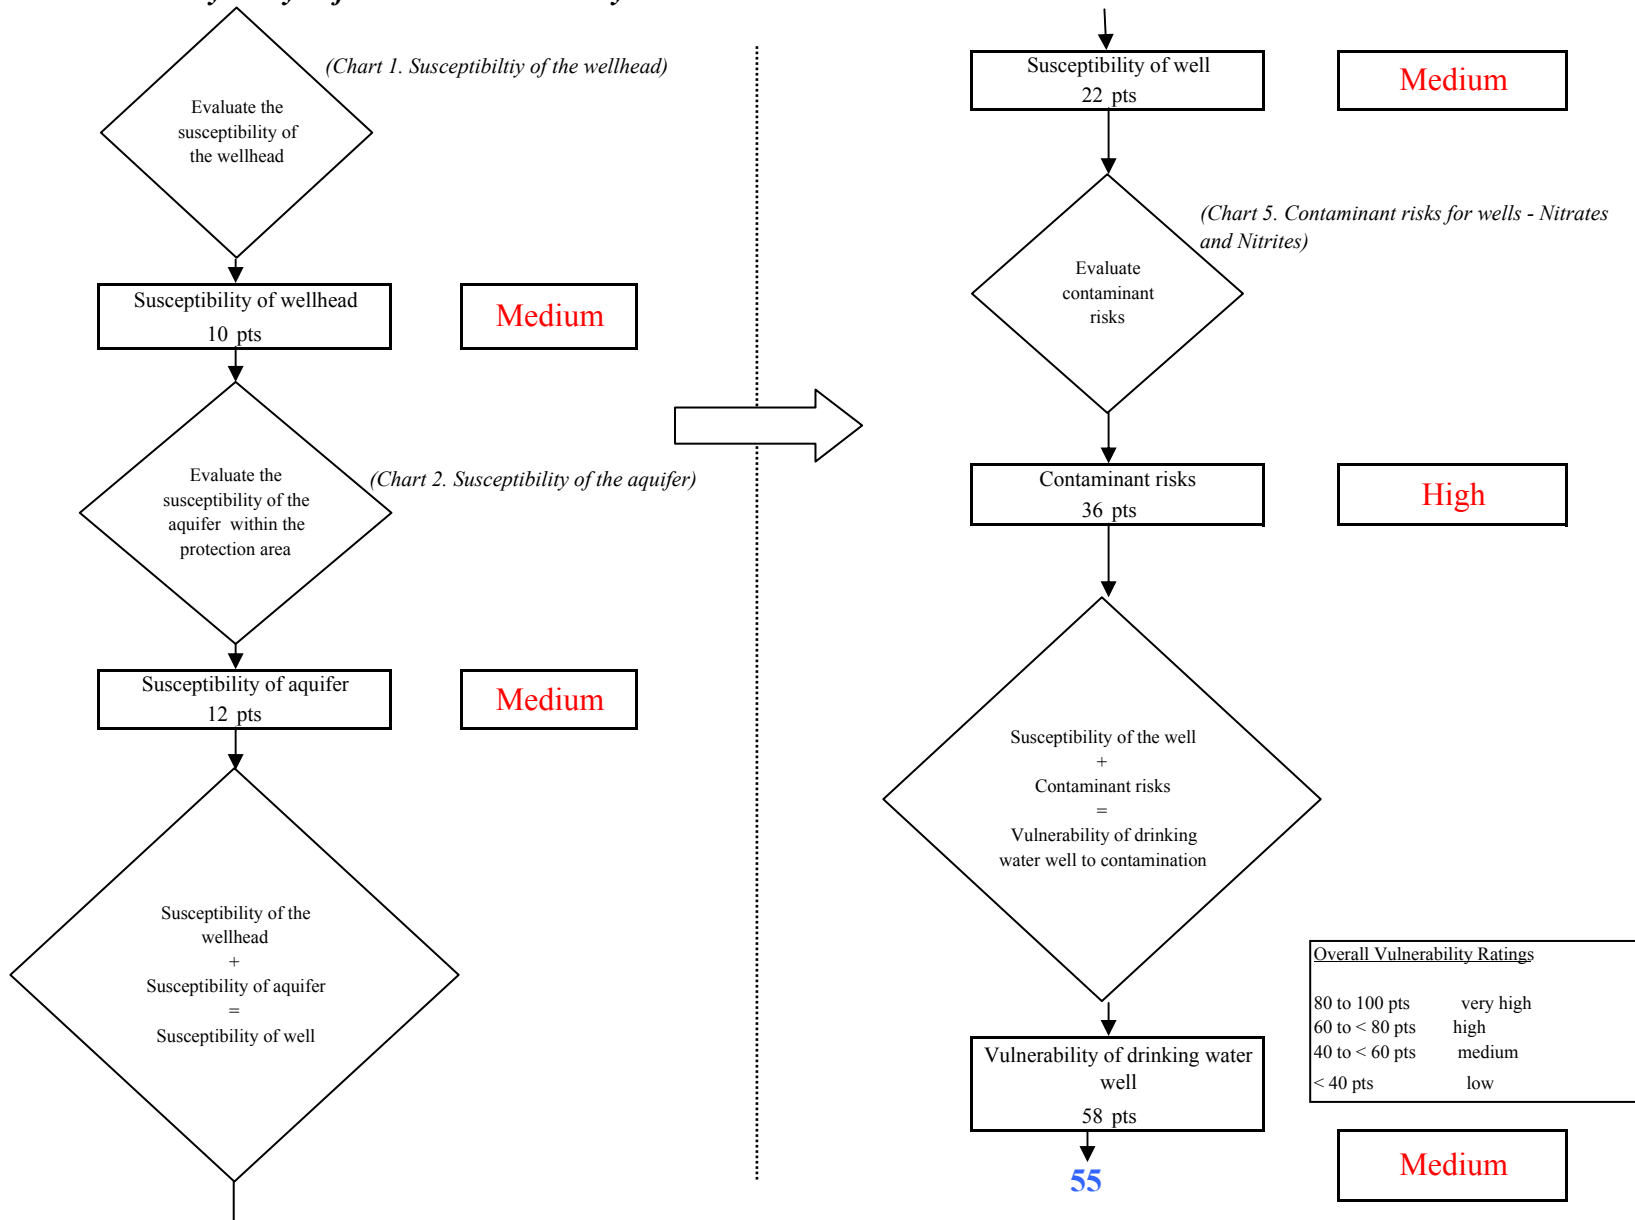 (Chart 1. Susceptibiltiy of the wellhead)
Evaluate the
susceptibility of
the wellhead
Susceptibility of wellhead
10 pts
Medium
(Chart 2. Susceptibility of the aquifer)
Evaluate the
susceptibility of the
aquifer within the
protection area
Susceptibility of aquifer
12 pts
Medium
Susceptibility of the
wellhead
+
Susceptibility of aquifer
=
Susceptibility of well
Susceptibility of well
22 pts
Medium
(Chart 5. Contaminant risks for wells - Nitrates
and Nitrites)
Evaluate
contaminant
risks
Contaminant risks
36 pts
High
Susceptibility of the well
+
Contaminant risks
=
Vulnerability of drinking
water well to contamination
Overall Vulnerability Ratings
80 to 100 pts very high
60 to < 80 pts high
40 to < 60 pts medium
< 40 pts low
Vulnerability of drinking water
well
58 pts
55
Medium